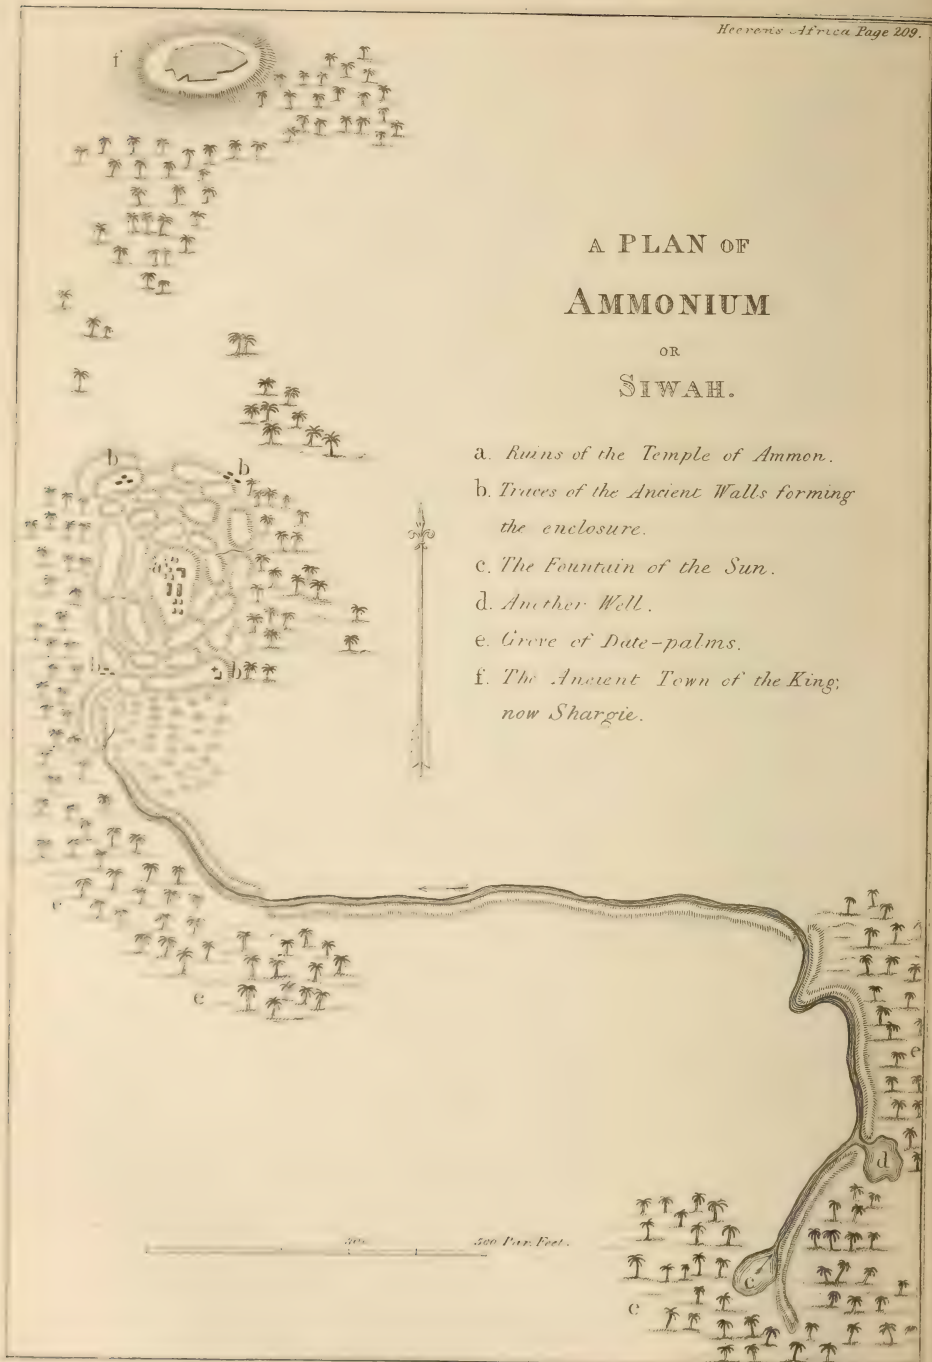 Heeren's Africa Page 209.
f
A PLAN OF
AMMONIUM
OR
SIWAH.
a. Ruins of the Temple of Ammon.
b. Traces of the Ancient Walls forming
the enclosure.
c. The Fountain of the Sun.
d. Another Well.
e. Grove of Date-palms.
f. The Ancient Town of the King;
now Shargie.
b
b
a
b
b
e
e
e
d
c
e
500 Par. Feet.